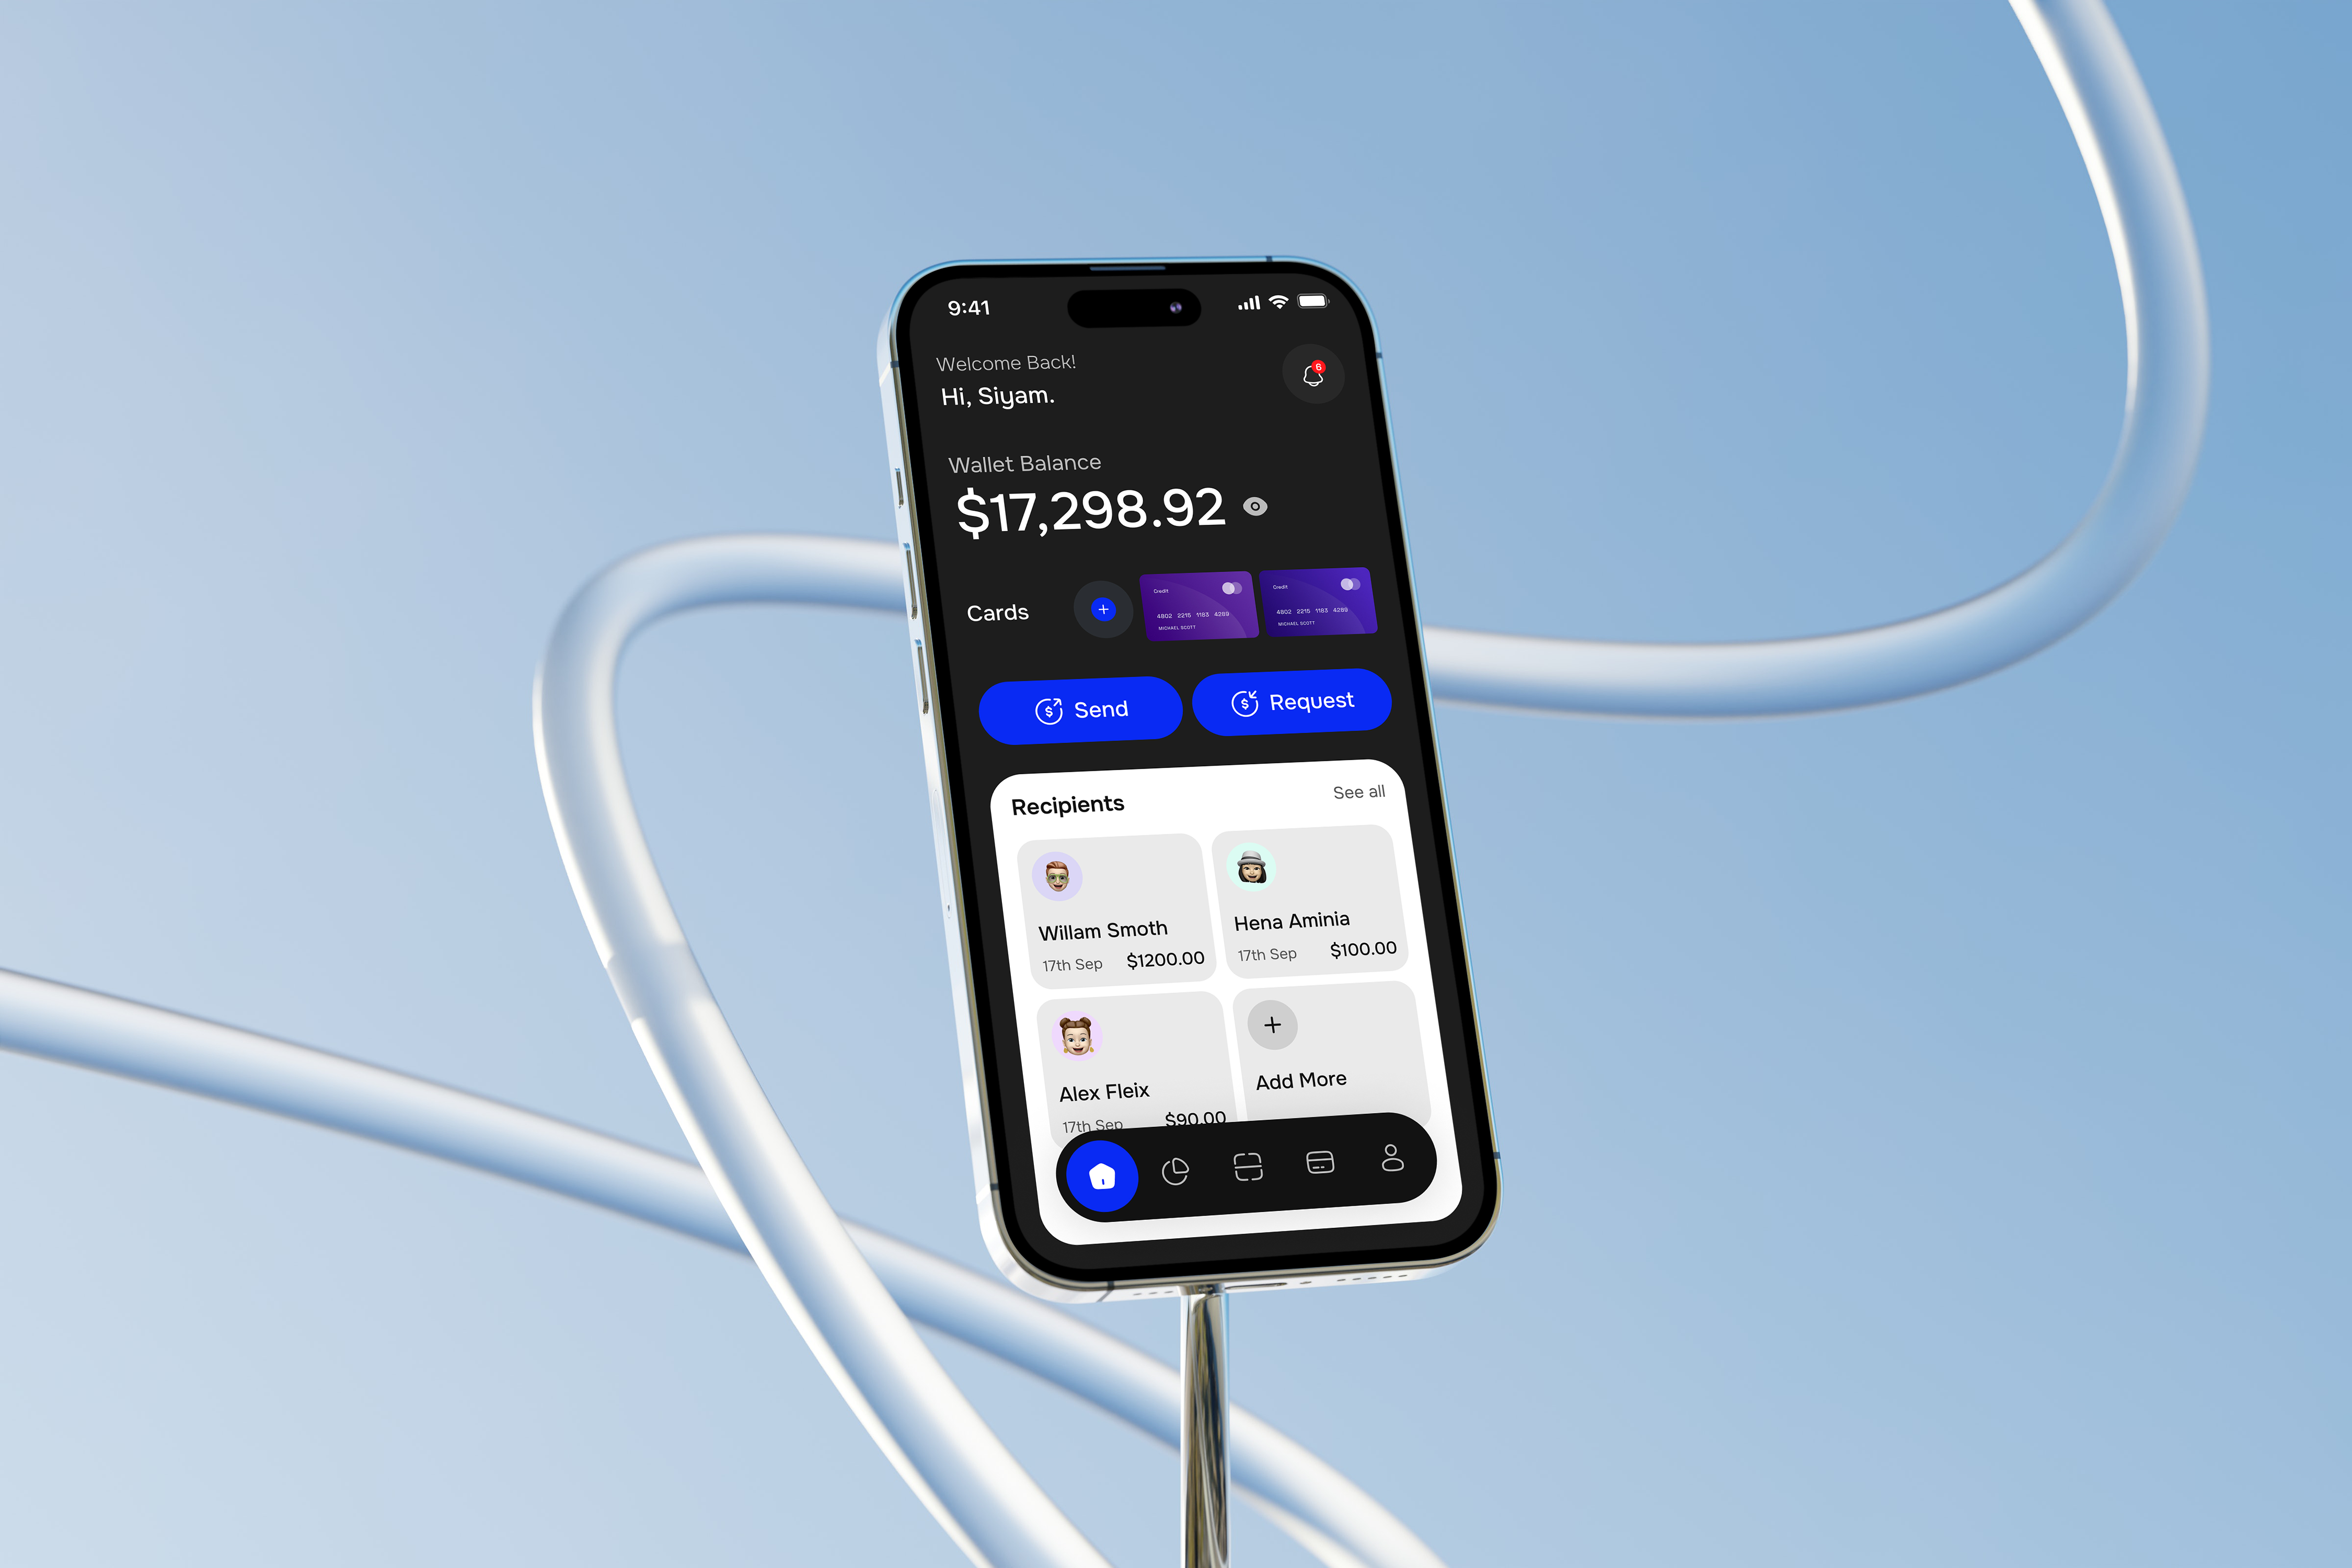 9:41
Welcome Back!
6
Hi, Siyam.
Wallet Balance
$17,298.92
Cards
Credit
4802 2215 1183 4289
MICHAEL SCOTT
Credit
4802 2215 1183 4289
MICHAEL SCOTT
Send
Request
Recipients
See all
Willam Smoth
17th Sep $1200.00
Hena Aminia
17th Sep $100.00
Alex Fleix
17th Sep $90.00
Add More